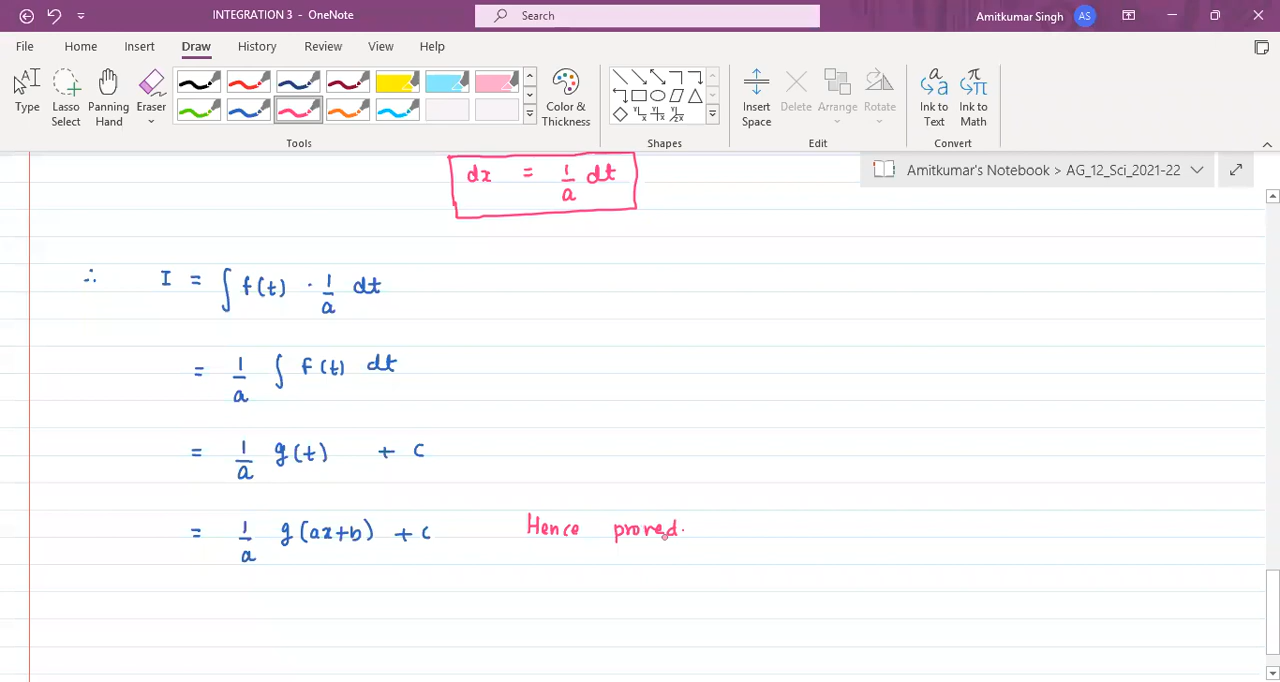 INTEGRATION 3 - OneNote
Search
Amitkumar Singh AS
File Home Insert Draw History Review View Help
Type Lasso Select Panning Hand Eraser Color & Thickness Insert Space Delete Arrange Rotate Ink to Text Ink to Math
Tools Shapes Edit Convert
Amitkumar's Notebook > AG_12_Sci_2021-22
dx = 1/a dt
∴ I = ∫ f(t) · 1/a dt
= 1/a ∫ f(t) dt
= 1/a g(t) + c
= 1/a g(ax+b) + c Hence proved.